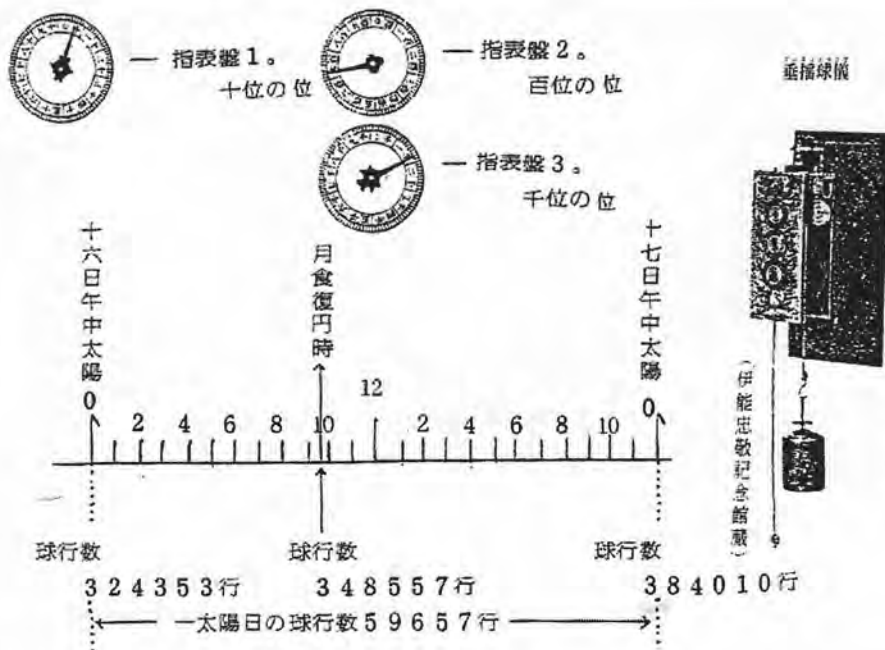 指表盤1。
十位の位
指表盤2。
百位の位
垂揺球儀
指表盤3。
千位の位
十六日午中太陽
月食復円時
十七日午中太陽
(伊能忠敬記念館蔵)
12
0 2 4 6 8 10 2 4 6 8 10 0
球行数 球行数 球行数
324353行 348557行 384010行
一太陽日の球行数59657行